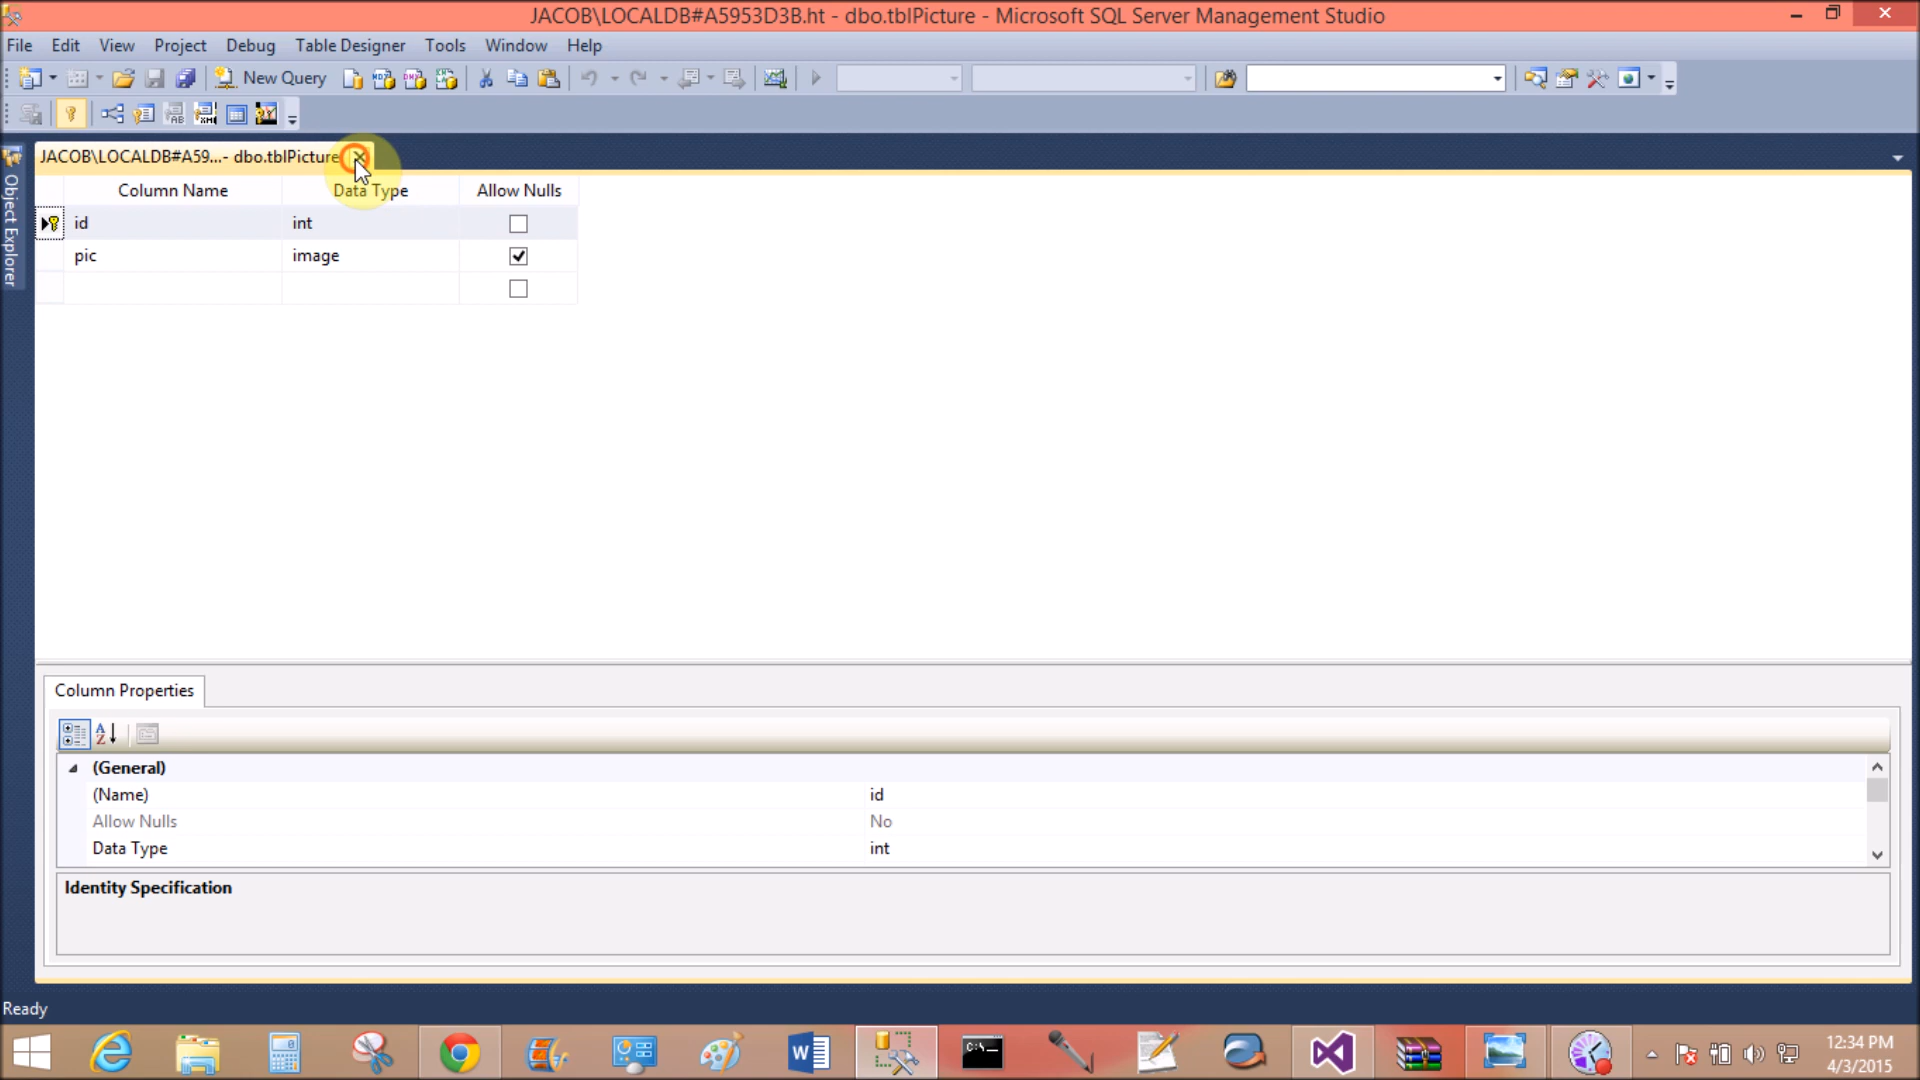 JACOB\LOCALDB#A5953D3B.ht - dbo.tblPicture - Microsoft SQL Server Management Studio
File Edit View Project Debug Table Designer Tools Window Help
New Query
JACOB\LOCALDB#A59...- dbo.tblPicture
Object Explorer
Column Name Data Type Allow Nulls
id int
pic image
Column Properties
(General)
(Name) id
Allow Nulls No
Data Type int
Identity Specification
Ready
12:34 PM
4/3/2015